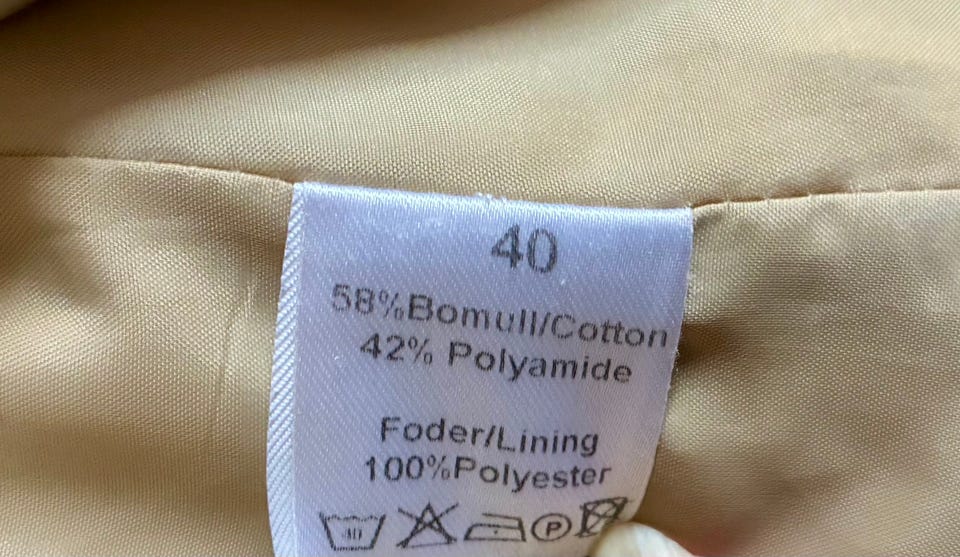 40
58%Bomull/Cotton
42% Polyamide
Foder/Lining
100%Polyester
P